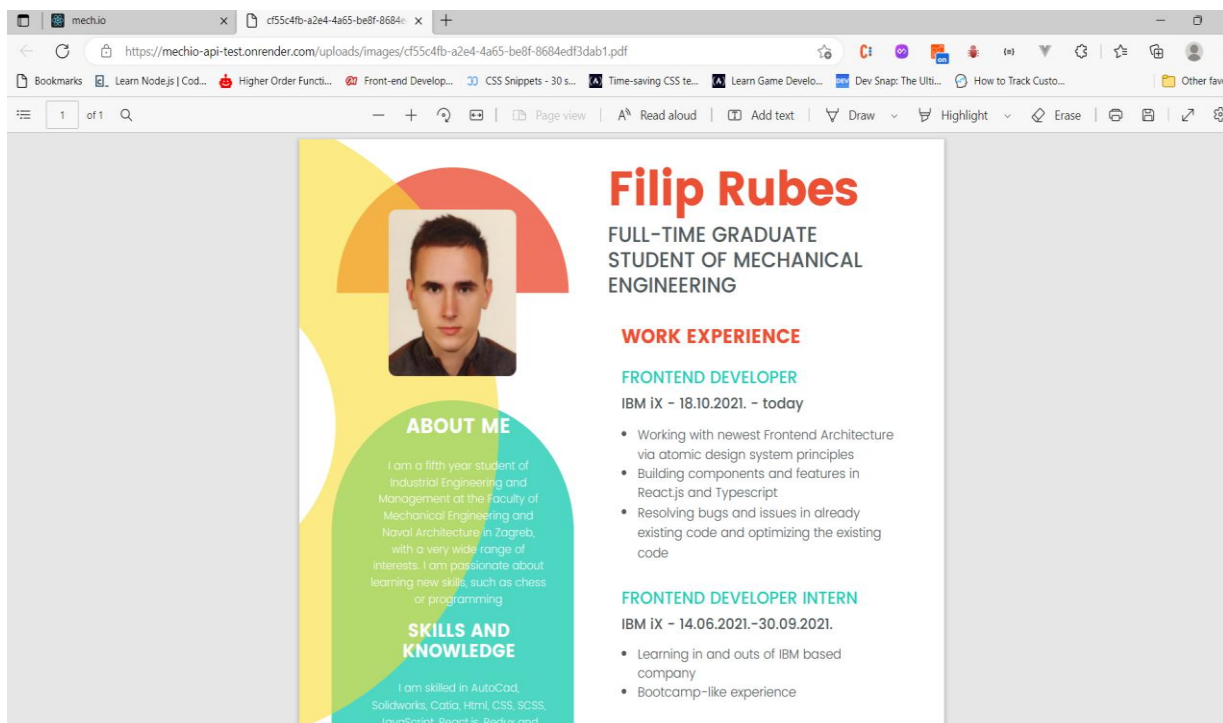 mech.io
cf55c4fb-a2e4-4a65-be8f-8684e
https://mechio-api-test.onrender.com/uploads/images/cf55c4fb-a2e4-4a65-be8f-8684edf3dab1.pdf
on
Bookmarks
Learn Node.js | Cod...
Higher Order Functi...
Front-end Develop...
CSS Snippets - 30 s...
Time-saving CSS te...
Learn Game Develo...
DEV
Dev Snap: The Ulti...
How to Track Custo...
Other fav
1 of 1
Page view
Read aloud
Add text
Draw
Highlight
Erase
Filip Rubes
FULL-TIME GRADUATE
STUDENT OF MECHANICAL
ENGINEERING
ABOUT ME
I am a fifth year student of
Industrial Engineering and
Management at the Faculty of
Mechanical Engineering and
Naval Architecture in Zagreb,
with a very wide range of
interests. I am passionate about
learning new skills, such as chess
or programming
SKILLS AND
KNOWLEDGE
I am skilled in AutoCad,
Solidworks, Catia, Html, CSS, SCSS,
JavaScript, React.js, Redux and
WORK EXPERIENCE
FRONTEND DEVELOPER
IBM iX - 18.10.2021. - today
• Working with newest Frontend Architecture
via atomic design system principles
• Building components and features in
React.js and Typescript
• Resolving bugs and issues in already
existing code and optimizing the existing
code
FRONTEND DEVELOPER INTERN
IBM iX - 14.06.2021.-30.09.2021.
• Learning in and outs of IBM based
company
• Bootcamp-like experience